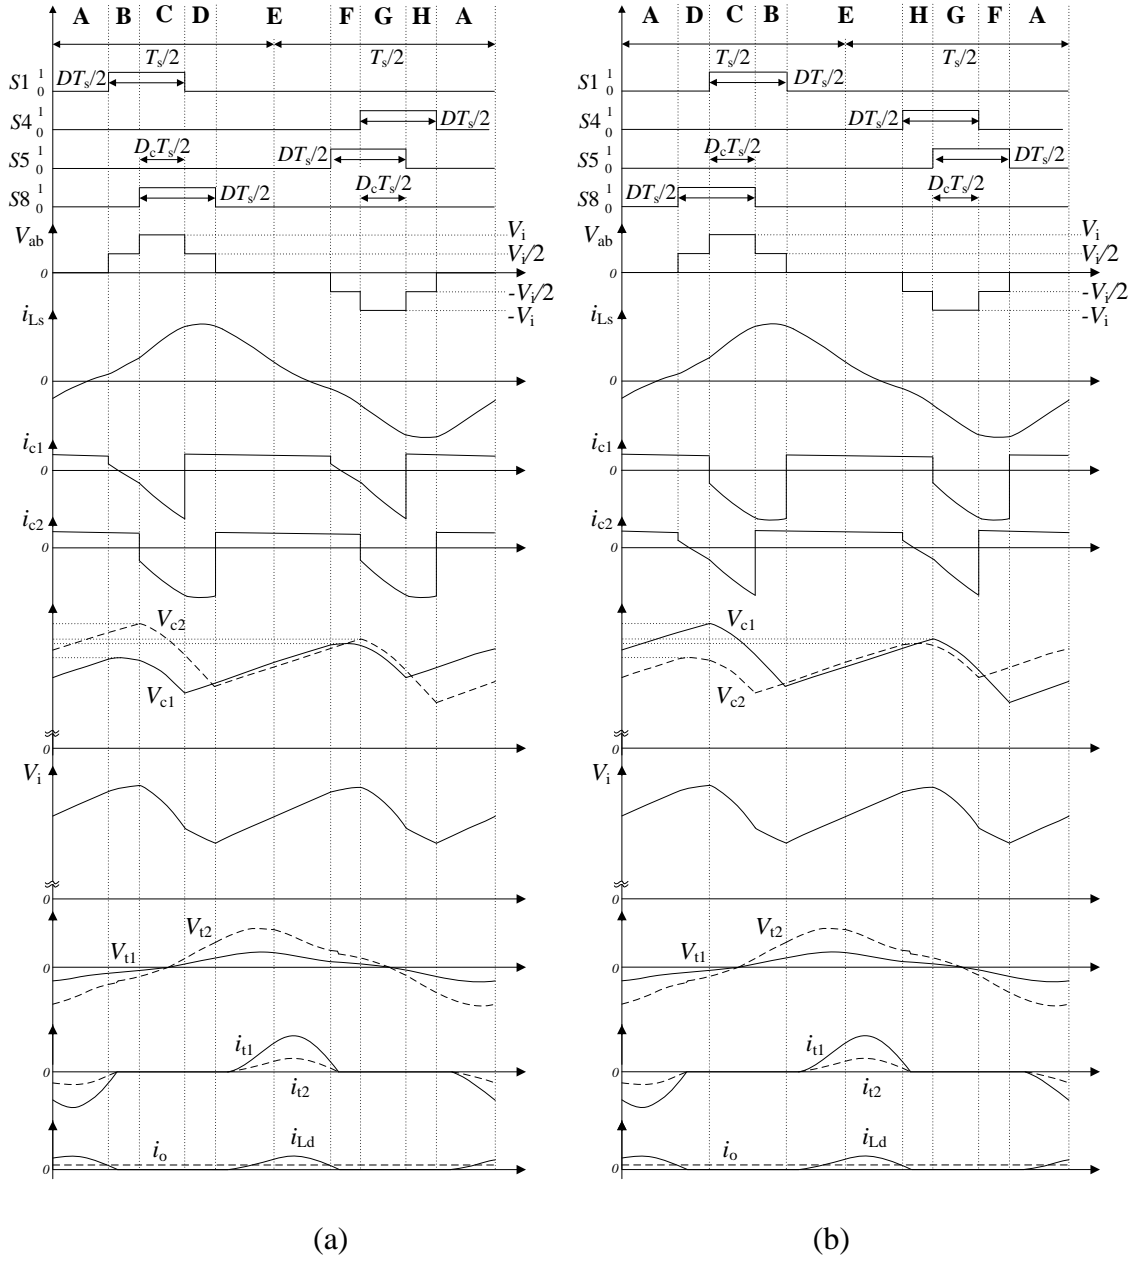 A B C D E F G H A
T_s/2 T_s/2
S1 1 0 DT_s/2
S4 1 0 DT_s/2
S5 1 0 D_cT_s/2 DT_s/2
S8 1 0 DT_s/2 D_cT_s/2
V_ab 0 V_i V_i/2 -V_i/2 -V_i
i_Ls 0
i_c1 0
i_c2 0
V_c2
V_c1
0
V_i
0
V_t1 V_t2
0
i_t1
0 i_t2
i_o i_Ld
0
(a)
A D C B E H G F A
T_s/2 T_s/2
S1 1 0 DT_s/2
S4 1 0 DT_s/2
S5 1 0 D_cT_s/2 DT_s/2
S8 1 0 DT_s/2 D_cT_s/2
V_ab 0 V_i V_i/2 -V_i/2 -V_i
i_Ls 0
i_c1 0
i_c2 0
V_c1
V_c2
0
V_i
0
V_t1 V_t2
0
i_t1
0 i_t2
i_o i_Ld
0
(b)